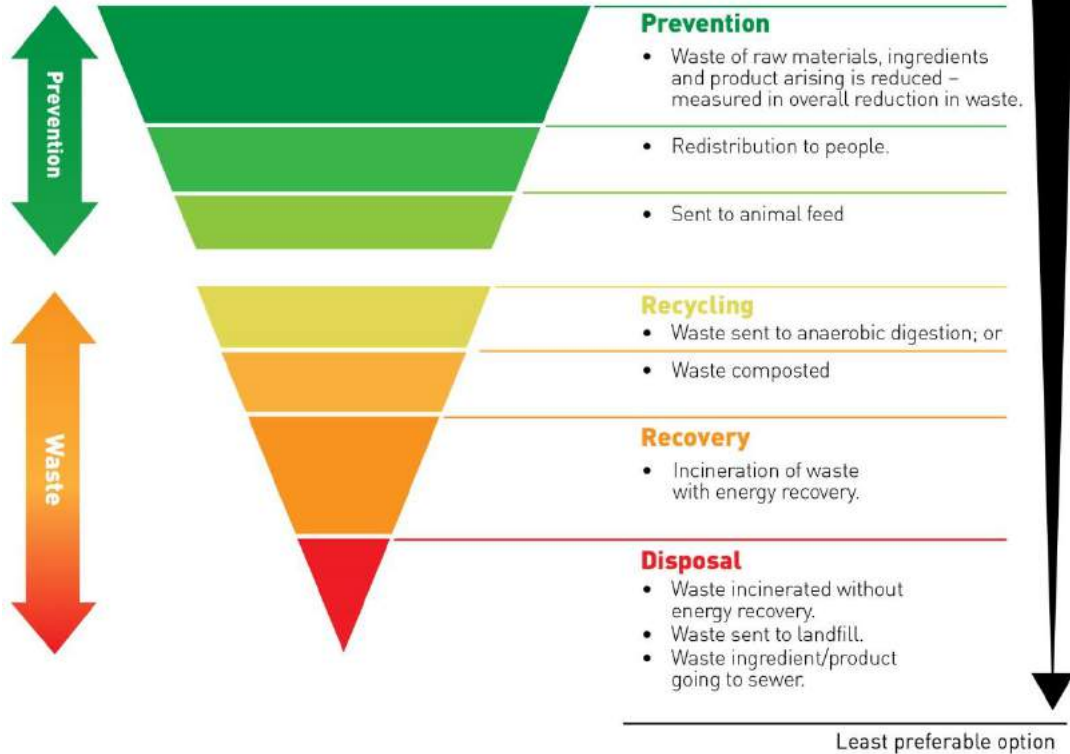 Prevention
Prevention
• Waste of raw materials, ingredients
and product arising is reduced –
measured in overall reduction in waste.
• Redistribution to people.
• Sent to animal feed
Waste
Recycling
• Waste sent to anaerobic digestion; or
• Waste composted
Recovery
• Incineration of waste
with energy recovery.
Disposal
• Waste incinerated without
energy recovery.
• Waste sent to landfill.
• Waste ingredient/product
going to sewer.
Least preferable option